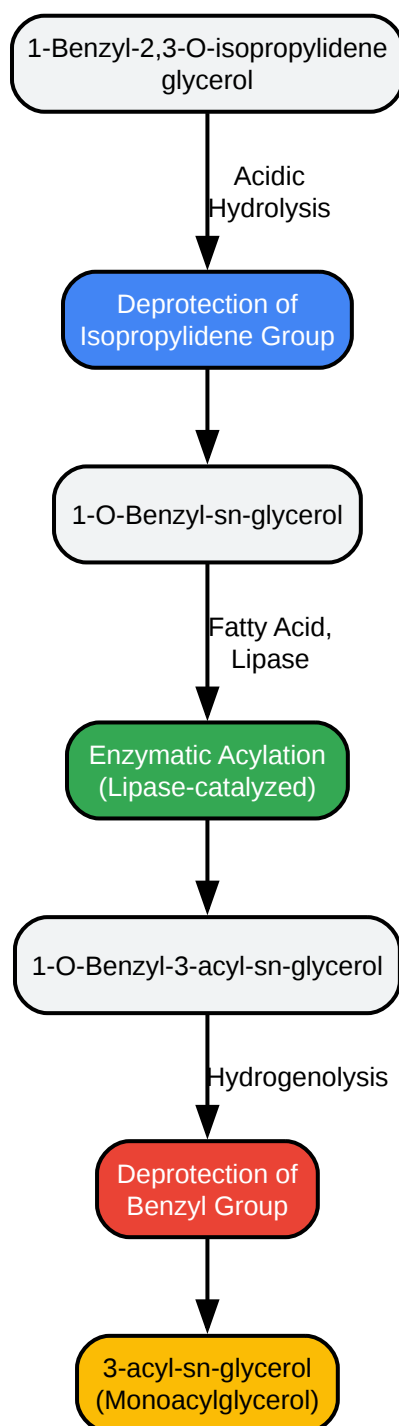 1-Benzyl-2,3-O-isopropylidene
glycerol
Acidic
Hydrolysis
Deprotection of
Isopropylidene Group
1-O-Benzyl-sn-glycerol
Fatty Acid,
Lipase
Enzymatic Acylation
(Lipase-catalyzed)
1-O-Benzyl-3-acyl-sn-glycerol
Hydrogenolysis
Deprotection of
Benzyl Group
3-acyl-sn-glycerol
(Monoacylglycerol)